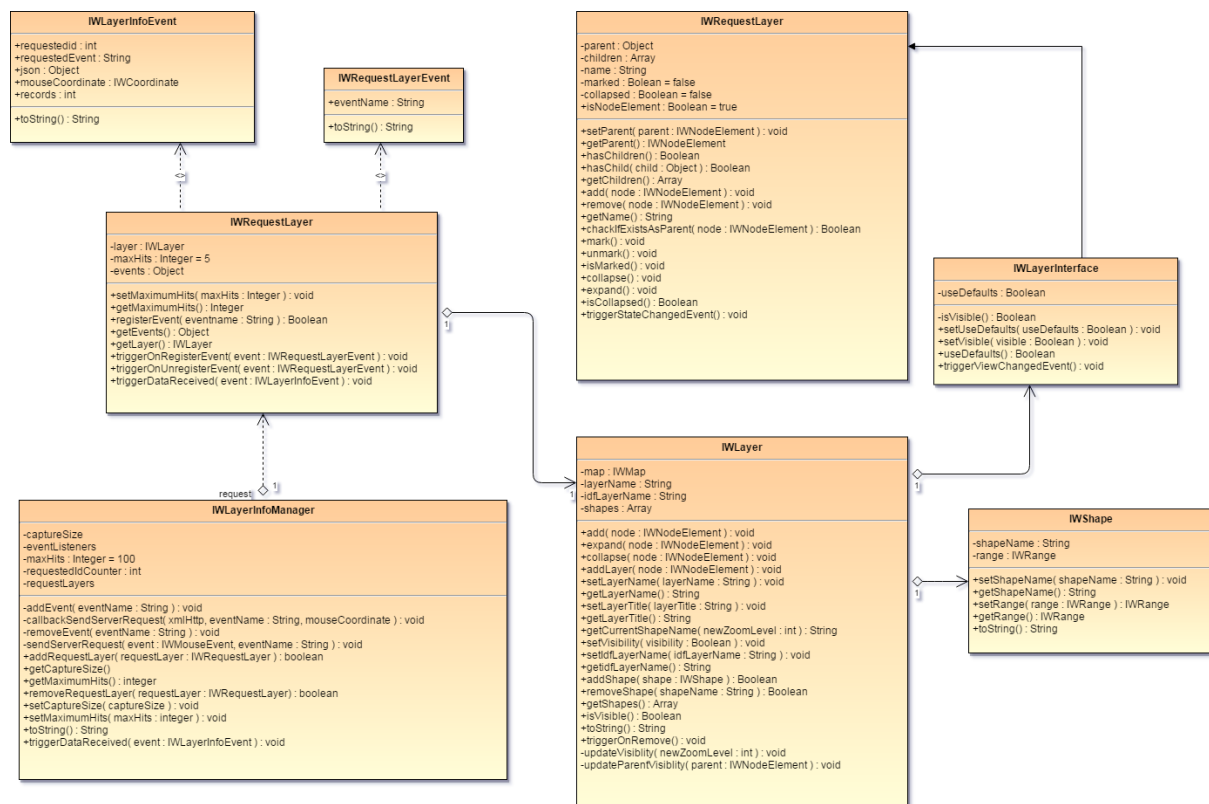 IWLayerInfoEvent
+requestedid : int
+requestedEvent : String
+json : Object
+mouseCoordinate : IWCoordinate
+records : int
+toString() : String
IWRequestLayerEvent
+eventName : String
+toString() : String
<>
<>
IWRequestLayer
-layer : IWLayer
-maxHits : Integer = 5
-events : Object
+setMaximumHits( maxHits : Integer ) : void
+getMaximumHits() : Integer
+registerEvent( eventname : String ) : Boolean
+getEvents() : Object
+getLayer() : IWLayer
+triggerOnRegisterEvent( event : IWRequestLayerEvent ) : void
+triggerOnUnregisterEvent( event : IWRequestLayerEvent ) : void
+triggerDataReceived( event : IWLayerInfoEvent ) : void
1
1
request
1
IWLayerInfoManager
-captureSize
-eventListeners
-maxHits : Integer = 100
-requestedIdCounter : int
-requestLayers
-addEvent( eventName : String ) : void
-callbackSendServerRequest( xmlHttp, eventName : String, mouseCoordinate ) : void
-removeEvent( eventName : String ) : void
-sendServerRequest( event : IWMouseEvent, eventName : String ) : void
+addRequestLayer( requestLayer : IWRequestLayer ) : boolean
+getCaptureSize()
+getMaximumHits() : integer
+removeRequestLayer( requestLayer : IWRequestLayer) : boolean
+setCaptureSize( captureSize ) : void
+setMaximumHits( maxHits : integer ) : void
+toString() : String
+triggerDataReceived( event : IWLayerInfoEvent ) : void
IWRequestLayer
-parent : Object
-children : Array
-name : String
-marked : Bolean = false
-collapsed : Boolean = false
+isNodeElement : Boolean = true
+setParent( parent : IWNodeElement ) : void
+getParent() : IWNodeElement
+hasChildren() : Boolean
+hasChild( child : Object ) : Boolean
+getChildren() : Array
+add( node : IWNodeElement ) : void
+remove( node : IWNodeElement ) : void
+getName() : String
+chackIfExistsAsParent( node : IWNodeElement ) : Boolean
+mark() : void
+unmark() : void
+isMarked() : void
+collapse() : void
+expand() : void
+isCollapsed() : Boolean
+triggerStateChangedEvent() : void
IWLayerInterface
-useDefaults : Boolean
-isVisible() : Boolean
+setUseDefaults( useDefaults : Boolean ) : void
+setVisible( visible : Boolean ) : void
+useDefaults() : Boolean
+triggerViewChangedEvent() : void
IWLayer
-map : IWMap
-layerName : String
-idfLayerName : String
-shapes : Array
+add( node : IWNodeElement ) : void
+expand( node : IWNodeElement ) : void
+collapse( node : IWNodeElement ) : void
+addLayer( node : IWNodeElement ) : void
+setLayerName( layerName : String ) : void
+getLayerName() : String
+setLayerTitle( layerTitle : String ) : void
+getLayerTitle() : String
+getCurrentShapeName( newZoomLevel : int ) : String
+setVisibility( visibility : Boolean ) : void
+setIdfLayerName( idfLayerName : String ) : void
+getidfLayerName() : String
+addShape( shape : IWShape ) : Boolean
+removeShape( shapeName : String ) : Boolean
+getShapes() : Array
+isVisible() : Boolean
+toString() : String
+triggerOnRemove() : void
-updateVisiblity( newZoomLevel : int ) : void
-updateParentVisiblity( parent : IWNodeElement ) : void
1
1
IWShape
-shapeName : String
-range : IWRange
+setShapeName( shapeName : String ) : void
+getShapeName() : String
+setRange( range : IWRange ) : IWRange
+getRange() : IWRange
+toString() : String